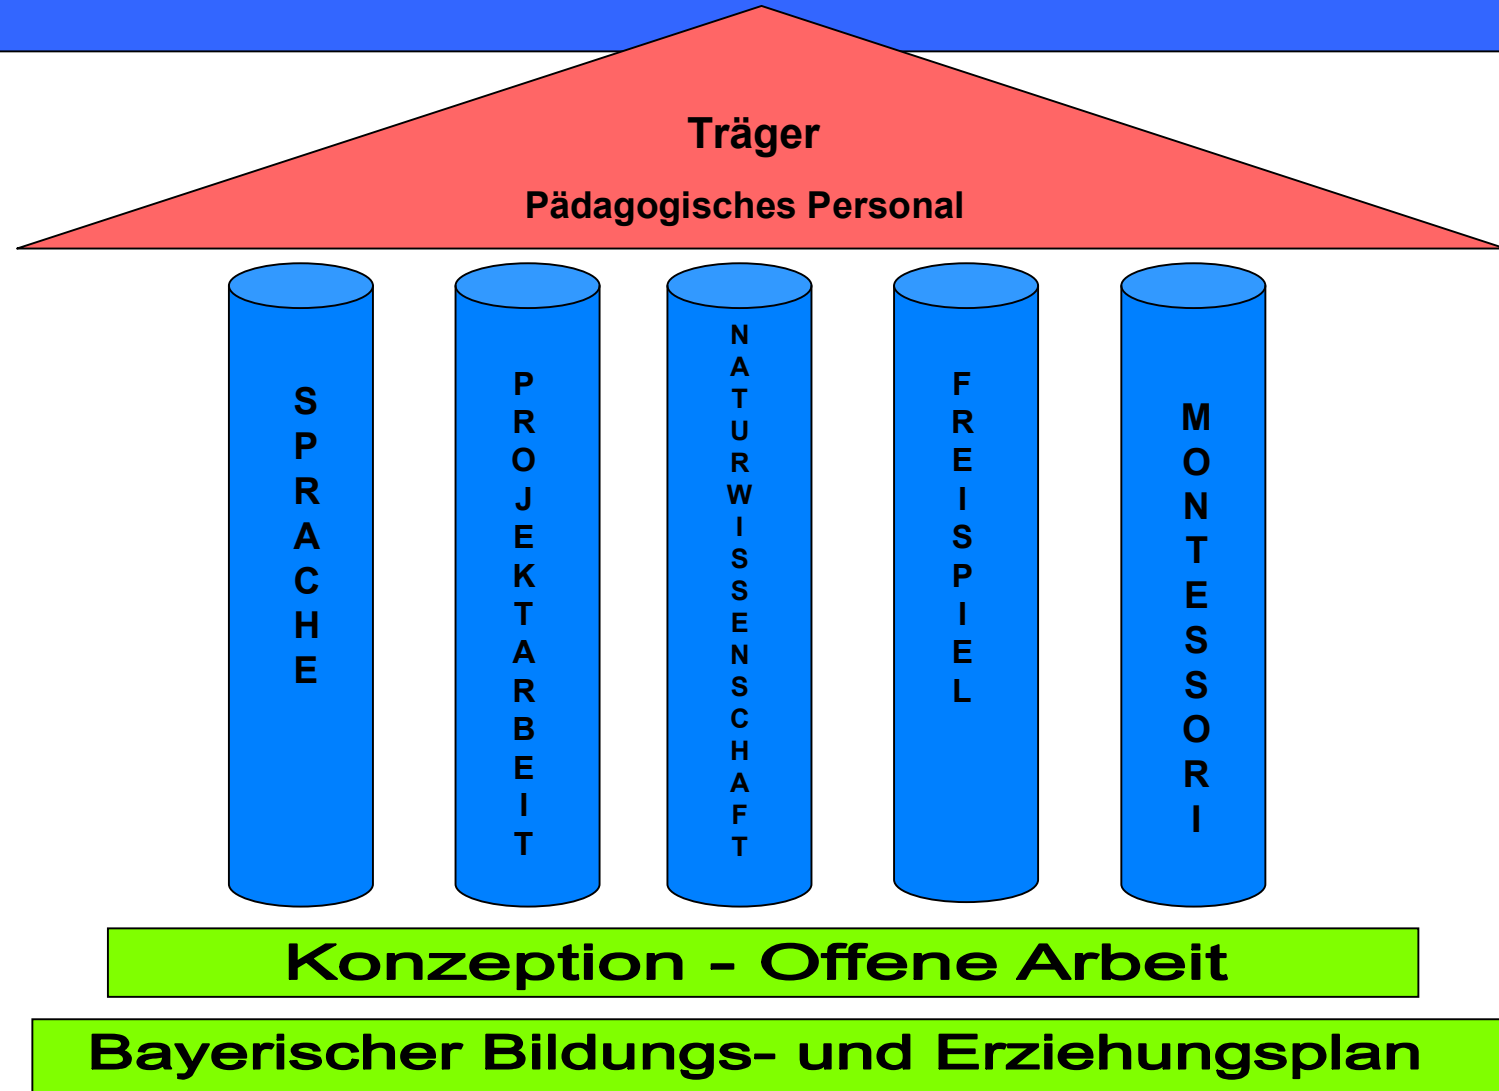 Träger
Pädagogisches Personal
SPRACHE
PROJEKTARBEIT
NATURWISSENSCHAFT
FREISPIEL
MONTESSORI
Konzeption - Offene Arbeit
Bayerischer Bildungs- und Erziehungsplan